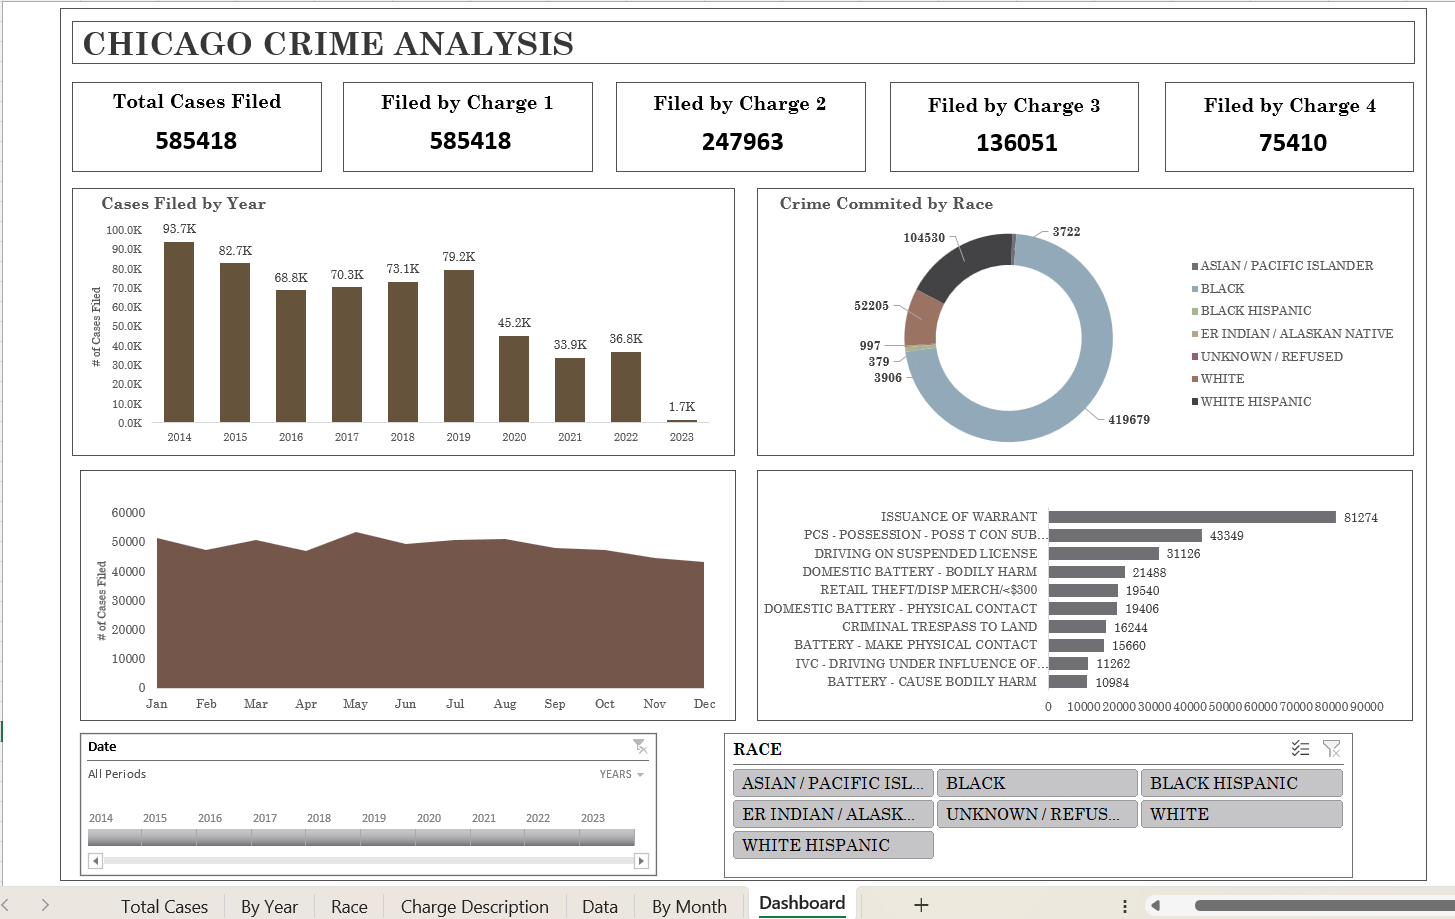 CHICAGO CRIME ANALYSIS
Total Cases Filed
585418
Filed by Charge 1
585418
Filed by Charge 2
247963
Filed by Charge 3
136051
Filed by Charge 4
75410
Cases Filed by Year
# of Cases Filed
100.0K
90.0K
80.0K
70.0K
60.0K
50.0K
40.0K
30.0K
20.0K
10.0K
0.0K
93.7K
82.7K
68.8K
70.3K
73.1K
79.2K
45.2K
33.9K
36.8K
1.7K
2014
2015
2016
2017
2018
2019
2020
2021
2022
2023
Crime Commited by Race
3722
104530
52205
997
379
3906
419679
ASIAN / PACIFIC ISLANDER
BLACK
BLACK HISPANIC
ER INDIAN / ALASKAN NATIVE
UNKNOWN / REFUSED
WHITE
WHITE HISPANIC
# of Cases Filed
60000
50000
40000
30000
20000
10000
0
Jan
Feb
Mar
Apr
May
Jun
Jul
Aug
Sep
Oct
Nov
Dec
ISSUANCE OF WARRANT 81274
PCS - POSSESSION - POSS T CON SUB... 43349
DRIVING ON SUSPENDED LICENSE 31126
DOMESTIC BATTERY - BODILY HARM 21488
RETAIL THEFT/DISP MERCH/<$300 19540
DOMESTIC BATTERY - PHYSICAL CONTACT 19406
CRIMINAL TRESPASS TO LAND 16244
BATTERY - MAKE PHYSICAL CONTACT 15660
IVC - DRIVING UNDER INFLUENCE OF... 11262
BATTERY - CAUSE BODILY HARM 10984
0 10000 20000 30000 40000 50000 60000 70000 80000 90000
Date
All Periods
YEARS
2014
2015
2016
2017
2018
2019
2020
2021
2022
2023
RACE
ASIAN / PACIFIC ISL...
BLACK
BLACK HISPANIC
ER INDIAN / ALASK...
UNKNOWN / REFUS...
WHITE
WHITE HISPANIC
Total Cases
By Year
Race
Charge Description
Data
By Month
Dashboard